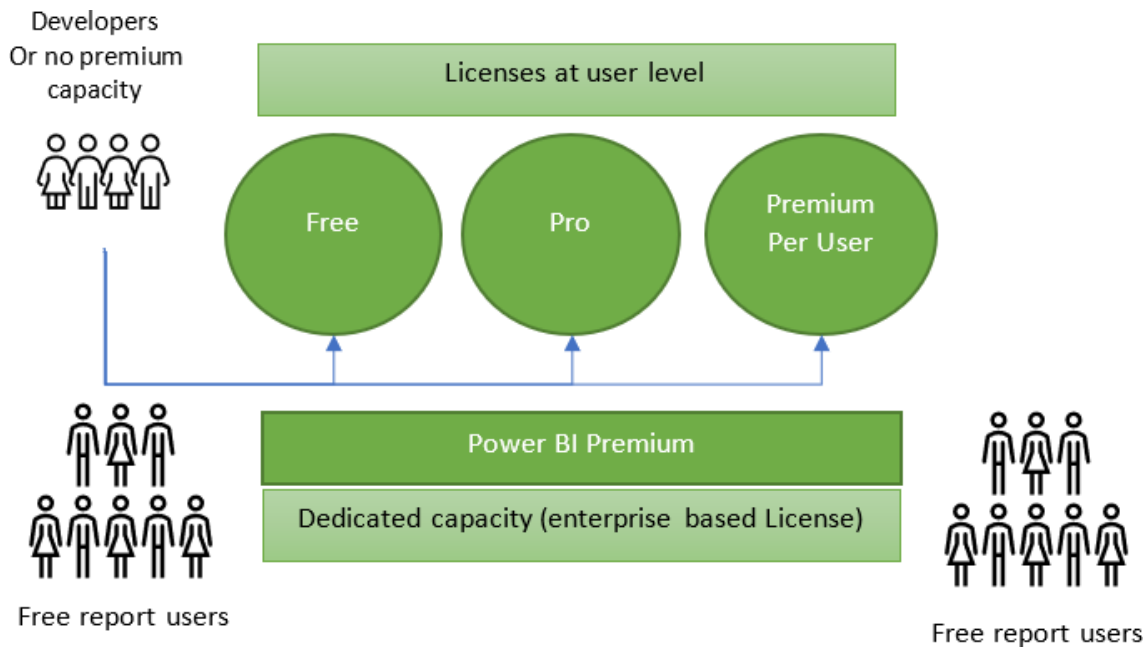 Developers
Or no premium
capacity
Licenses at user level
Free
Pro
Premium
Per User
Power BI Premium
Dedicated capacity (enterprise based License)
Free report users
Free report users